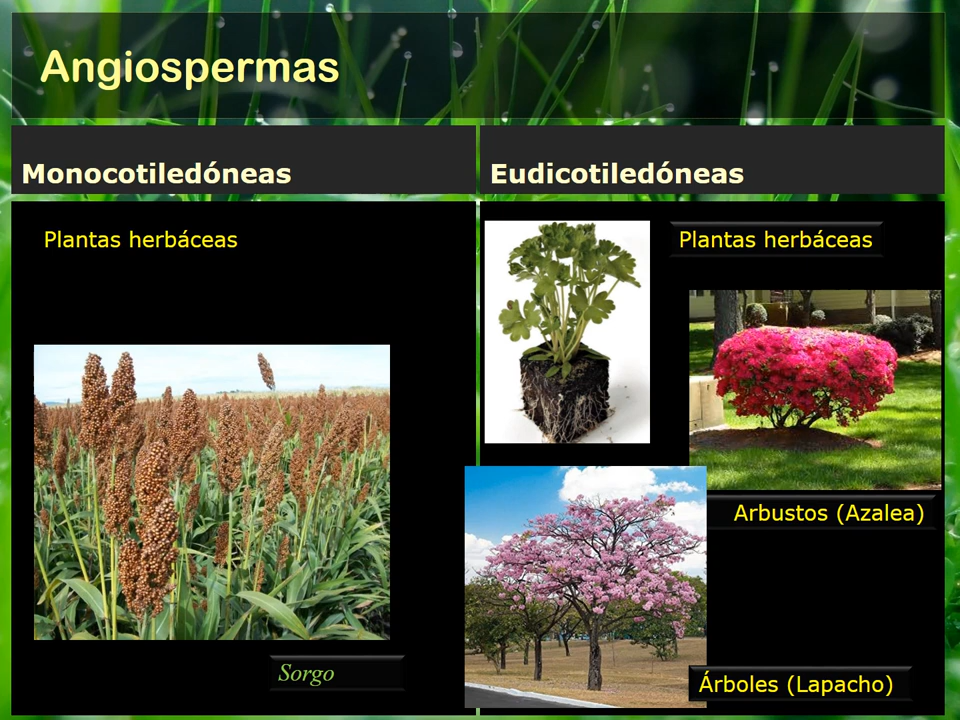 Angiospermas
Monocotiledóneas
Eudicotiledóneas
Plantas herbáceas
Sorgo
Plantas herbáceas
Arbustos (Azalea)
Árboles (Lapacho)